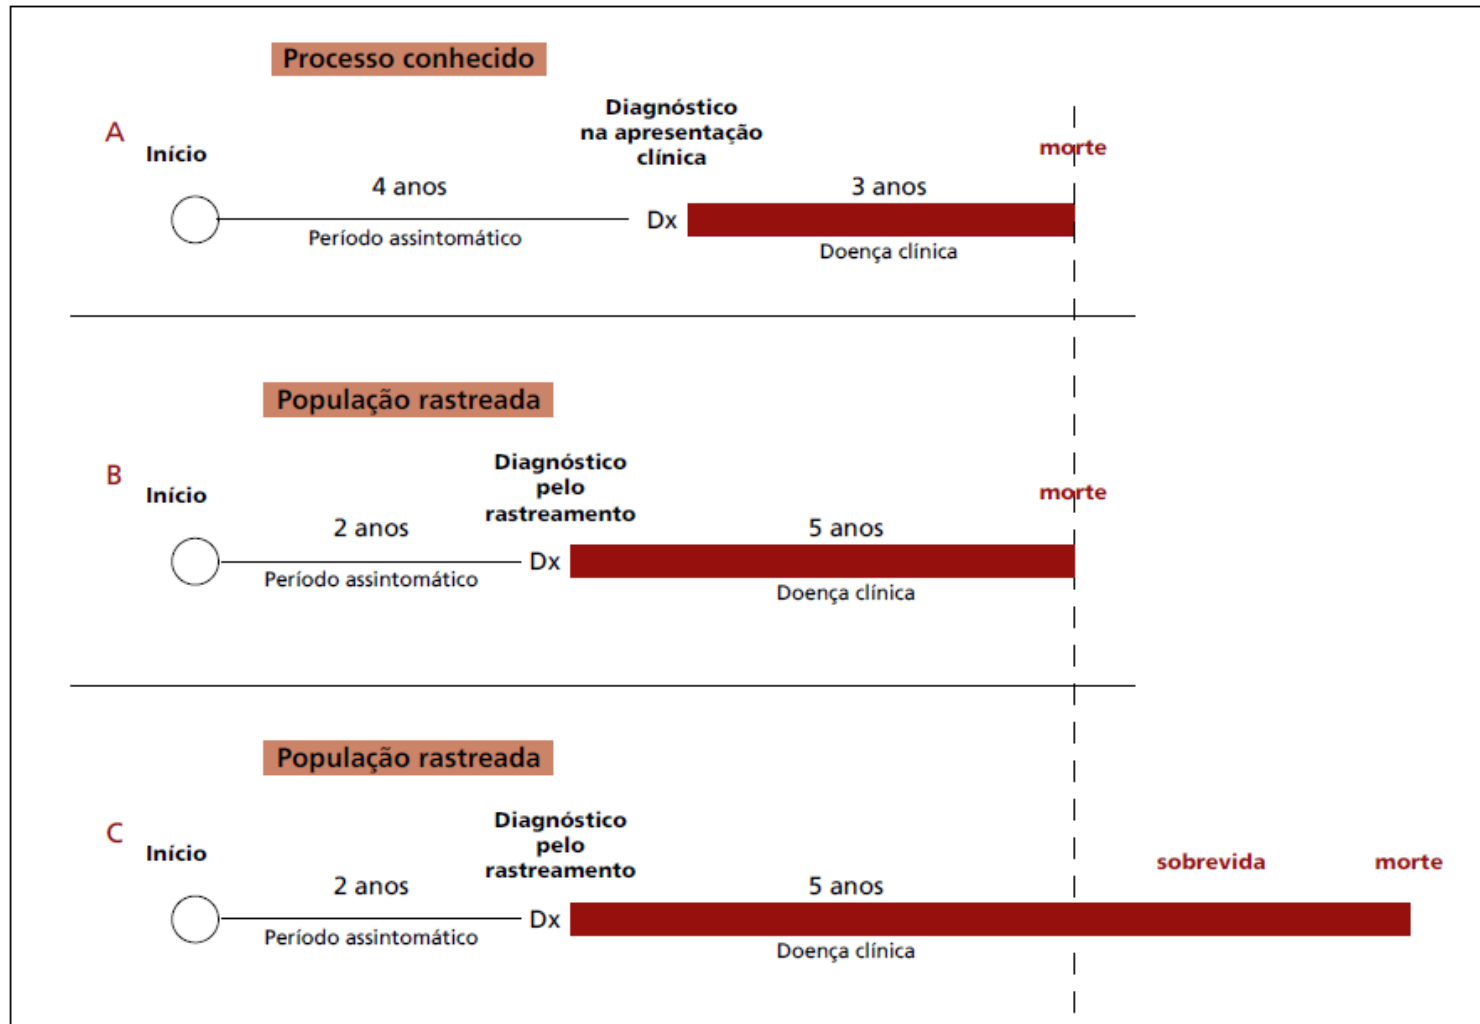 Processo conhecido
A
Início
Diagnóstico
na apresentação
clínica
morte
4 anos
3 anos
Dx
Período assintomático
Doença clínica
População rastreada
B
Início
Diagnóstico
pelo
rastreamento
morte
2 anos
5 anos
Dx
Período assintomático
Doença clínica
População rastreada
C
Início
Diagnóstico
pelo
rastreamento
sobrevida
morte
2 anos
5 anos
Dx
Período assintomático
Doença clínica